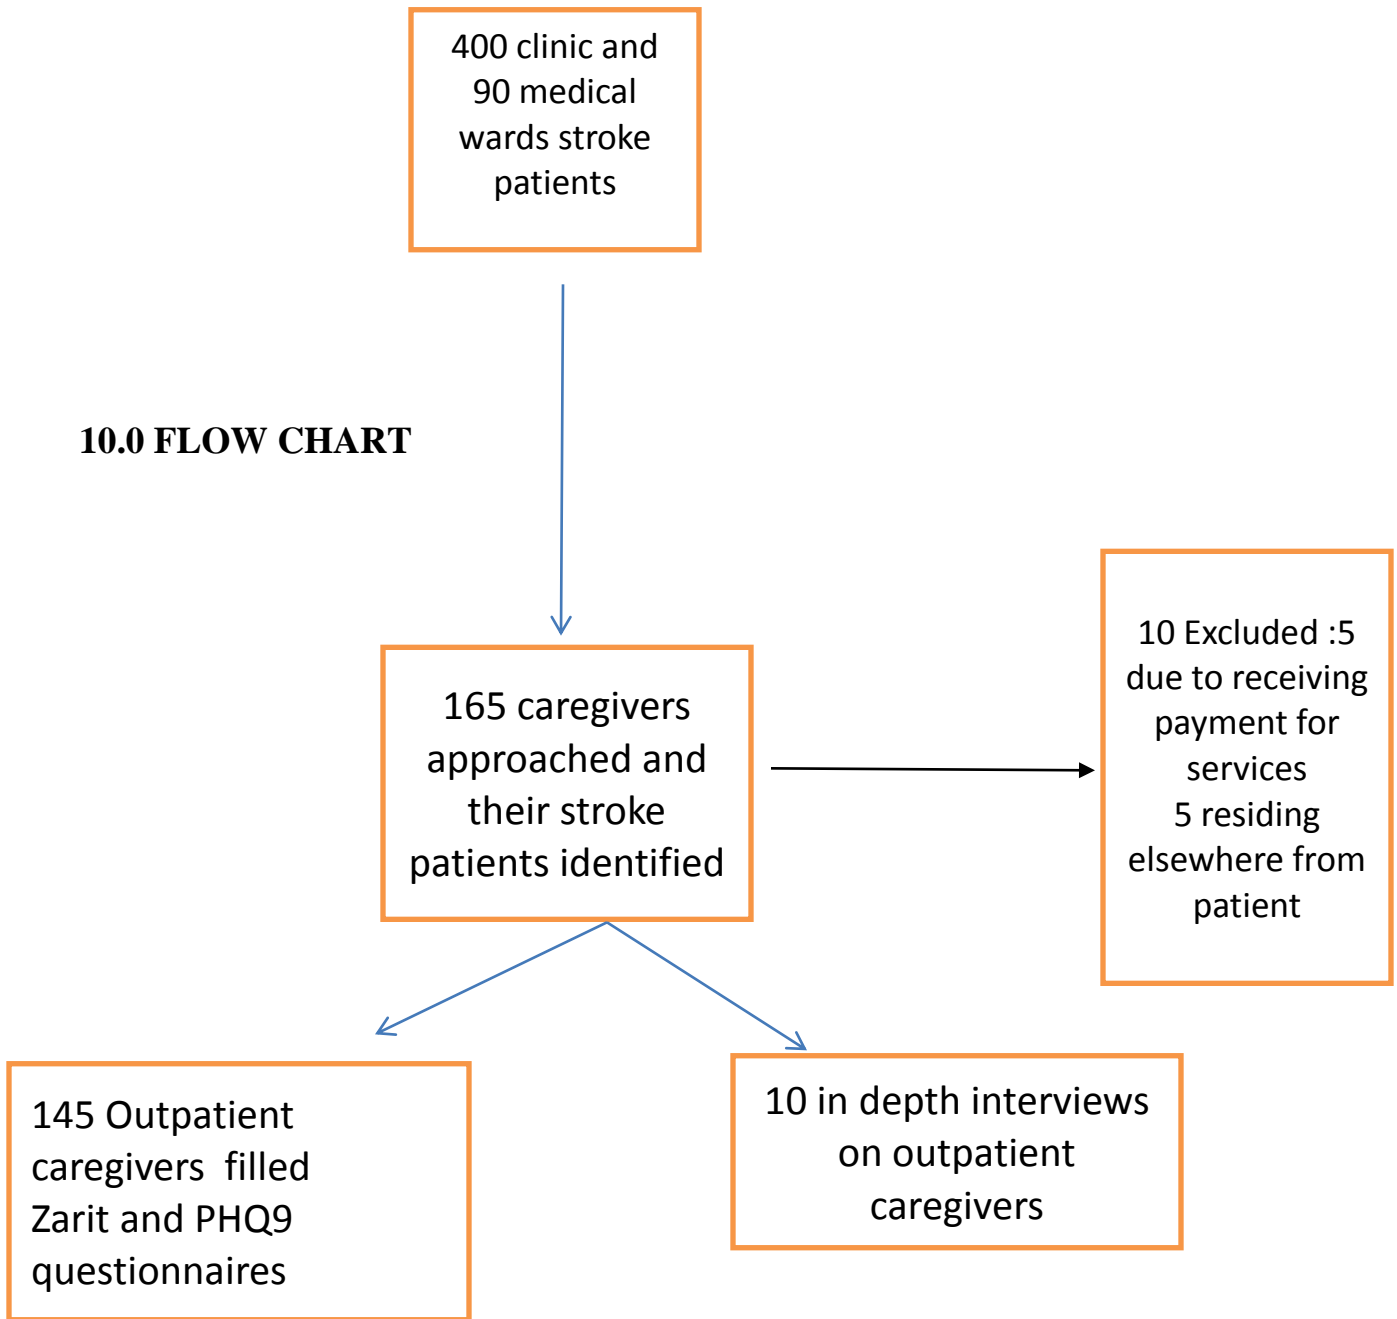 400 clinic and
90 medical
wards stroke
patients
10.0 FLOW CHART
165 caregivers
approached and
their stroke
patients identified
10 Excluded :5
due to receiving
payment for
services
5 residing
elsewhere from
patient
145 Outpatient
caregivers  filled
Zarit and PHQ9
questionnaires
10 in depth interviews
on outpatient
caregivers